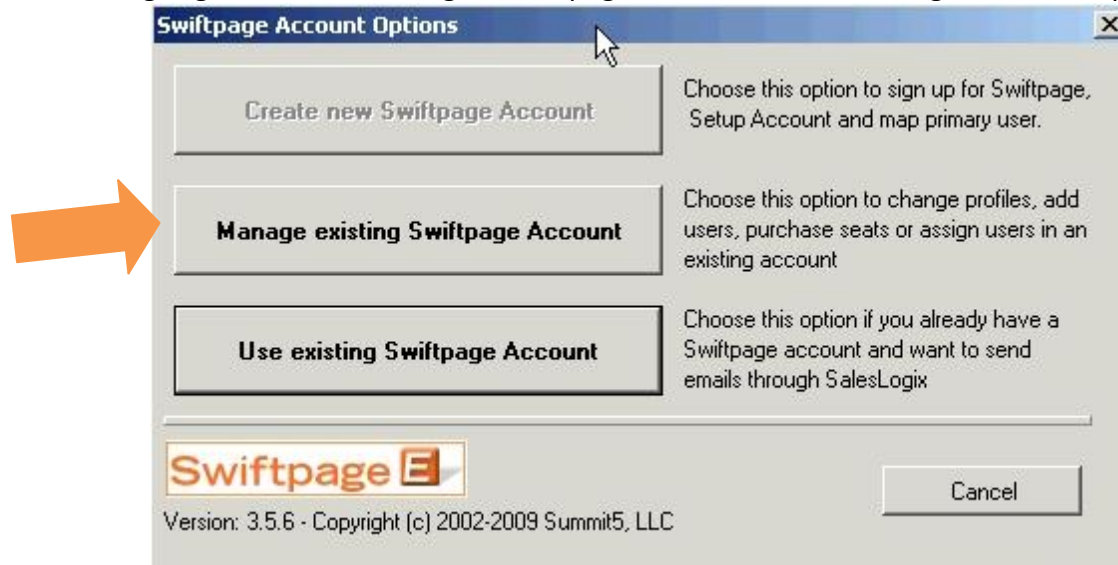 Swiftpage Account Options
Create new Swiftpage Account
Choose this option to sign up for Swiftpage,
Setup Account and map primary user.
Manage existing Swiftpage Account
Choose this option to change profiles, add
users, purchase seats or assign users in an
existing account
Use existing Swiftpage Account
Choose this option if you already have a
Swiftpage account and want to send
emails through SalesLogix
Swiftpage E
Cancel
Version: 3.5.6 - Copyright (c) 2002-2009 Summit5, LLC